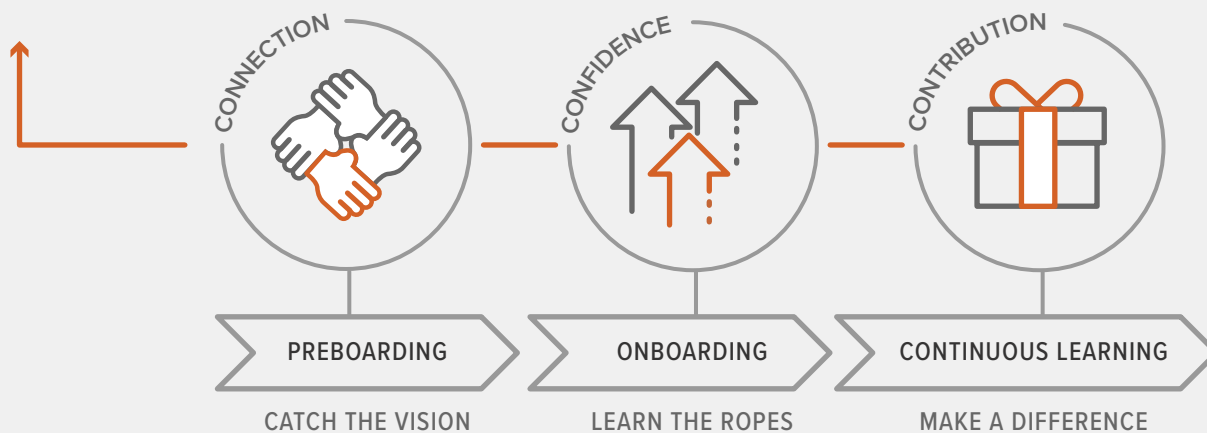 CONNECTION
CONFIDENCE
CONTRIBUTION
PREBOARDING
ONBOARDING
CONTINUOUS LEARNING
CATCH THE VISION
LEARN THE ROPES
MAKE A DIFFERENCE